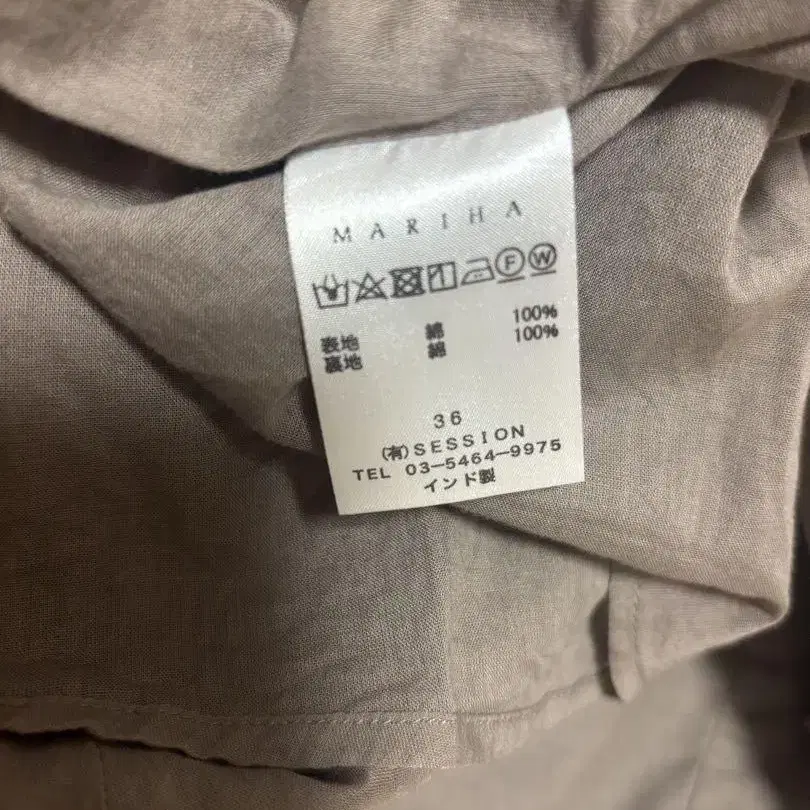 MARIHA
F W
表地 綿 100%
裏地 綿 100%
36
(有)SESSION
TEL 03-5464-9975
インド製